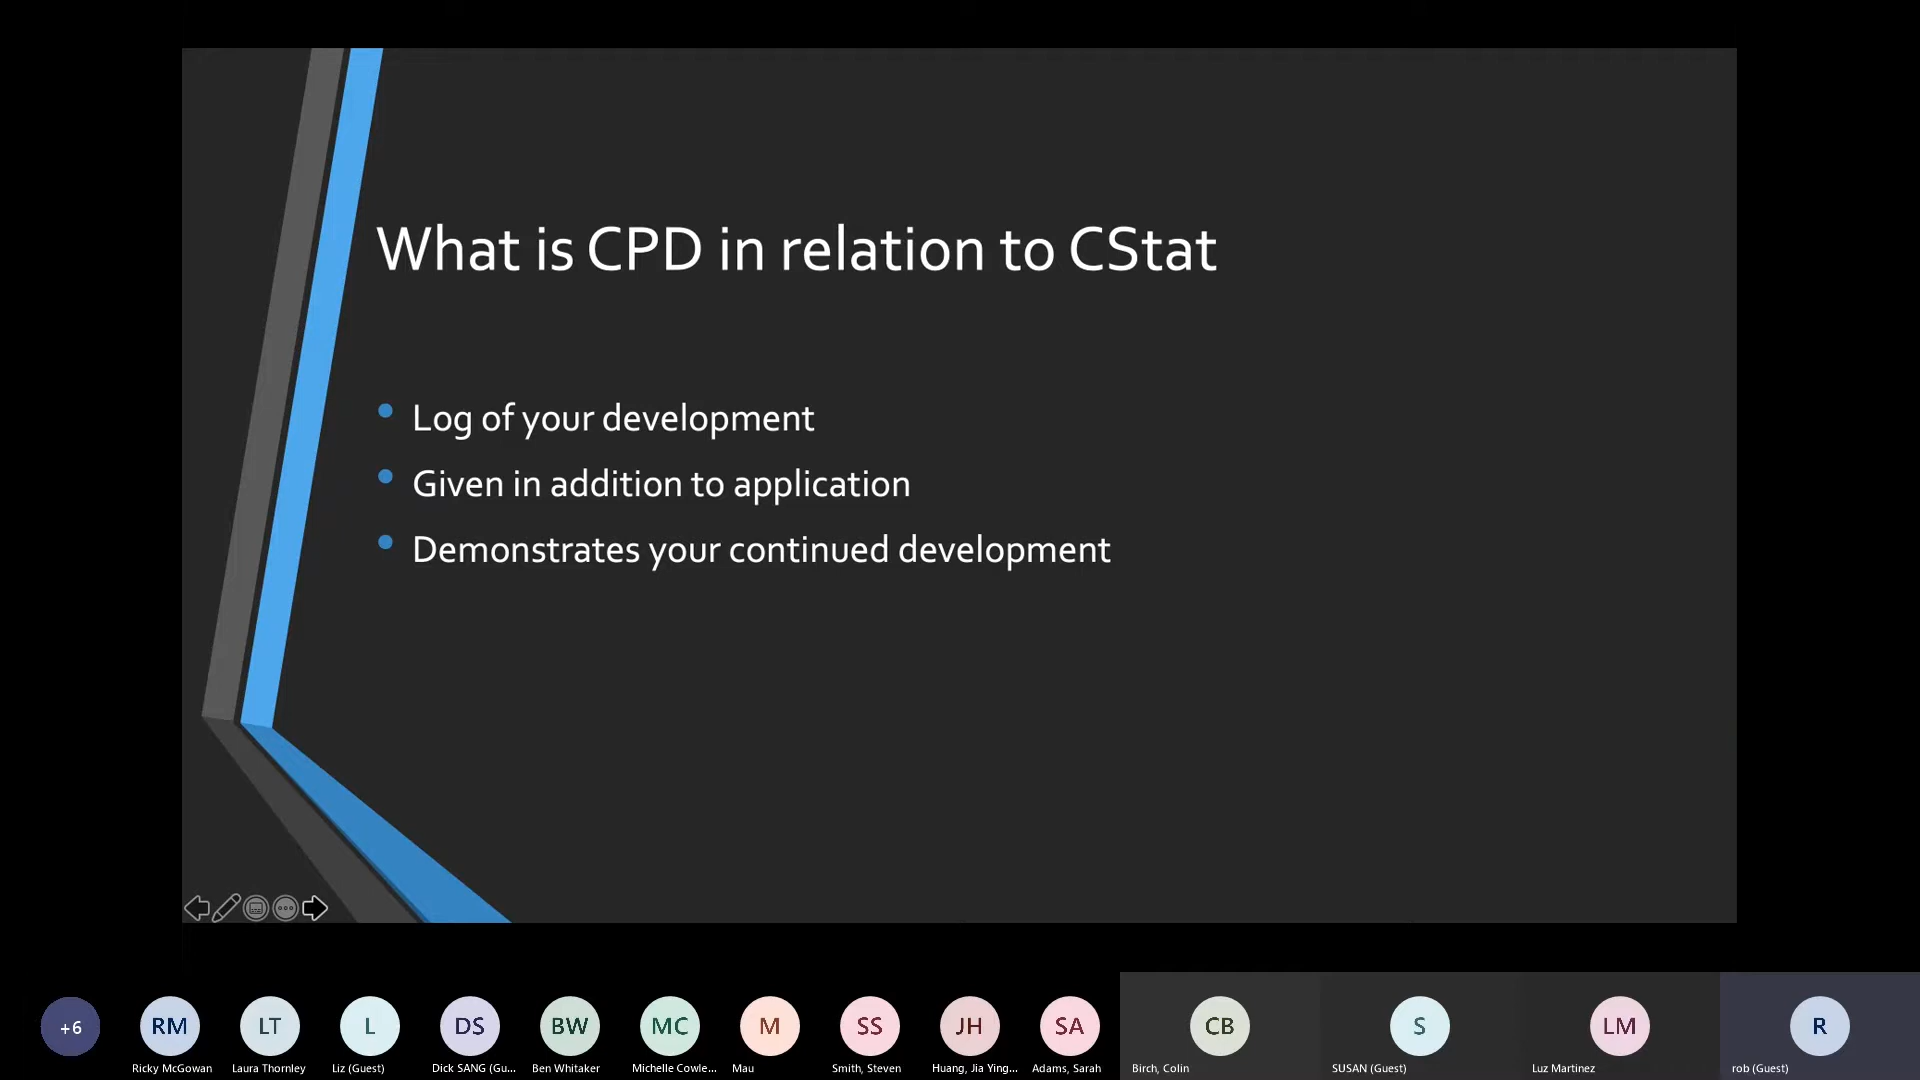 What is CPD in relation to CStat
Log of your development
Given in addition to application
Demonstrates your continued development
+6
RM
LT
L
DS
BW
MC
M
SS
JH
SA
CB
S
LM
R
Ricky McGowan
Laura Thornley
Liz (Guest)
Dick SANG (Gu...
Ben Whitaker
Michelle Cowle...
Mau
Smith, Steven
Huang, Jia Ying...
Adams, Sarah
Birch, Colin
SUSAN (Guest)
Luz Martinez
rob (Guest)